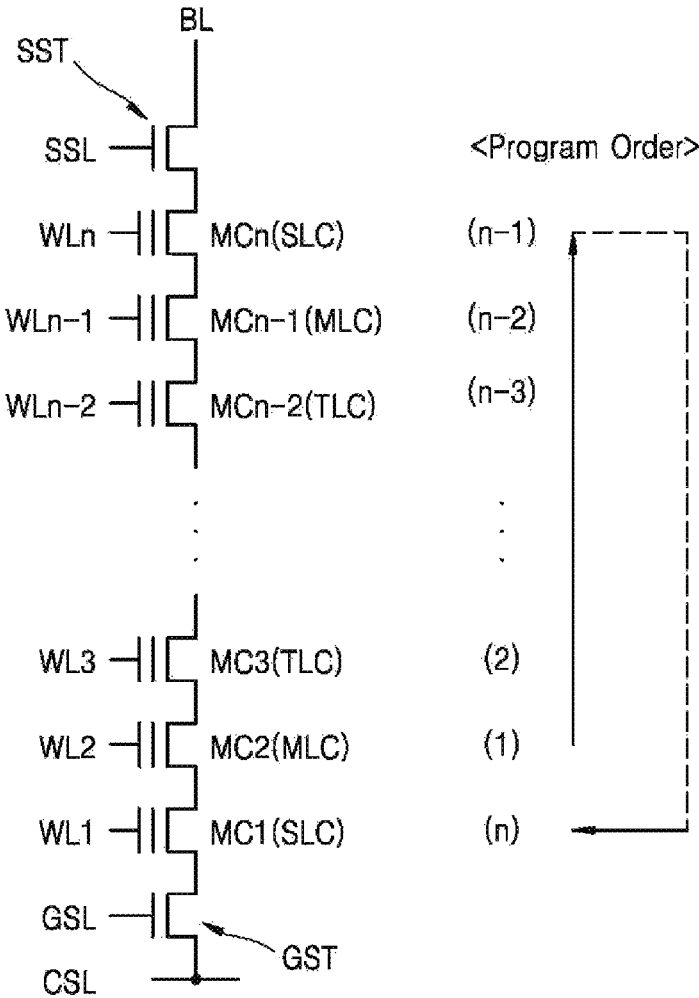 BL
SST
SSL
<Program Order>
WLn MCn(SLC) (n-1)
WLn-1 MCn-1(MLC) (n-2)
WLn-2 MCn-2(TLC) (n-3)
WL3 MC3(TLC) (2)
WL2 MC2(MLC) (1)
WL1 MC1(SLC) (n)
GSL
GST
CSL